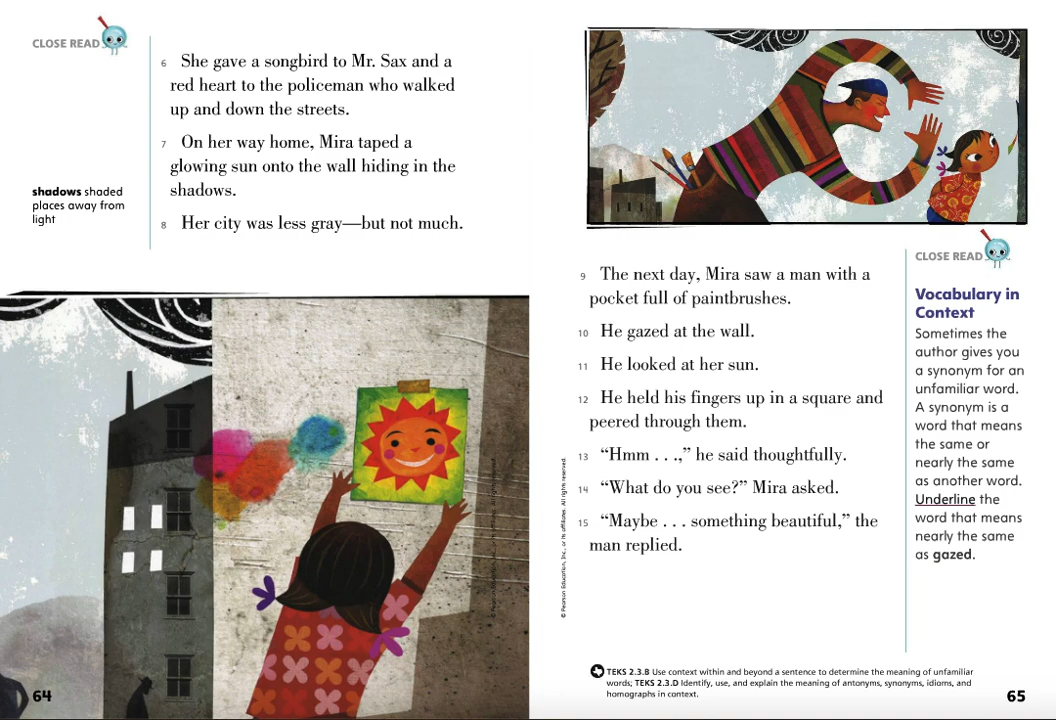 CLOSE READ
6 She gave a songbird to Mr. Sax and a
red heart to the policeman who walked
up and down the streets.
7 On her way home, Mira taped a
glowing sun onto the wall hiding in the
shadows.
8 Her city was less gray—but not much.
shadows shaded
places away from
light
64
9 The next day, Mira saw a man with a
pocket full of paintbrushes.
10 He gazed at the wall.
11 He looked at her sun.
12 He held his fingers up in a square and
peered through them.
13 “Hmm . . .,” he said thoughtfully.
14 “What do you see?” Mira asked.
15 “Maybe . . . something beautiful,” the
man replied.
CLOSE READ
Vocabulary in
Context
Sometimes the
author gives you
a synonym for an
unfamiliar word.
A synonym is a
word that means
the same or
nearly the same
as another word.
Underline the
word that means
nearly the same
as gazed.
© Pearson Education, Inc., or its affiliates. All rights reserved.
© Pearson Education, Inc., or its affiliates. All rights reserved.
TEKS 2.3.B Use context within and beyond a sentence to determine the meaning of unfamiliar
words; TEKS 2.3.D Identify, use, and explain the meaning of antonyms, synonyms, idioms, and
homographs in context.
65